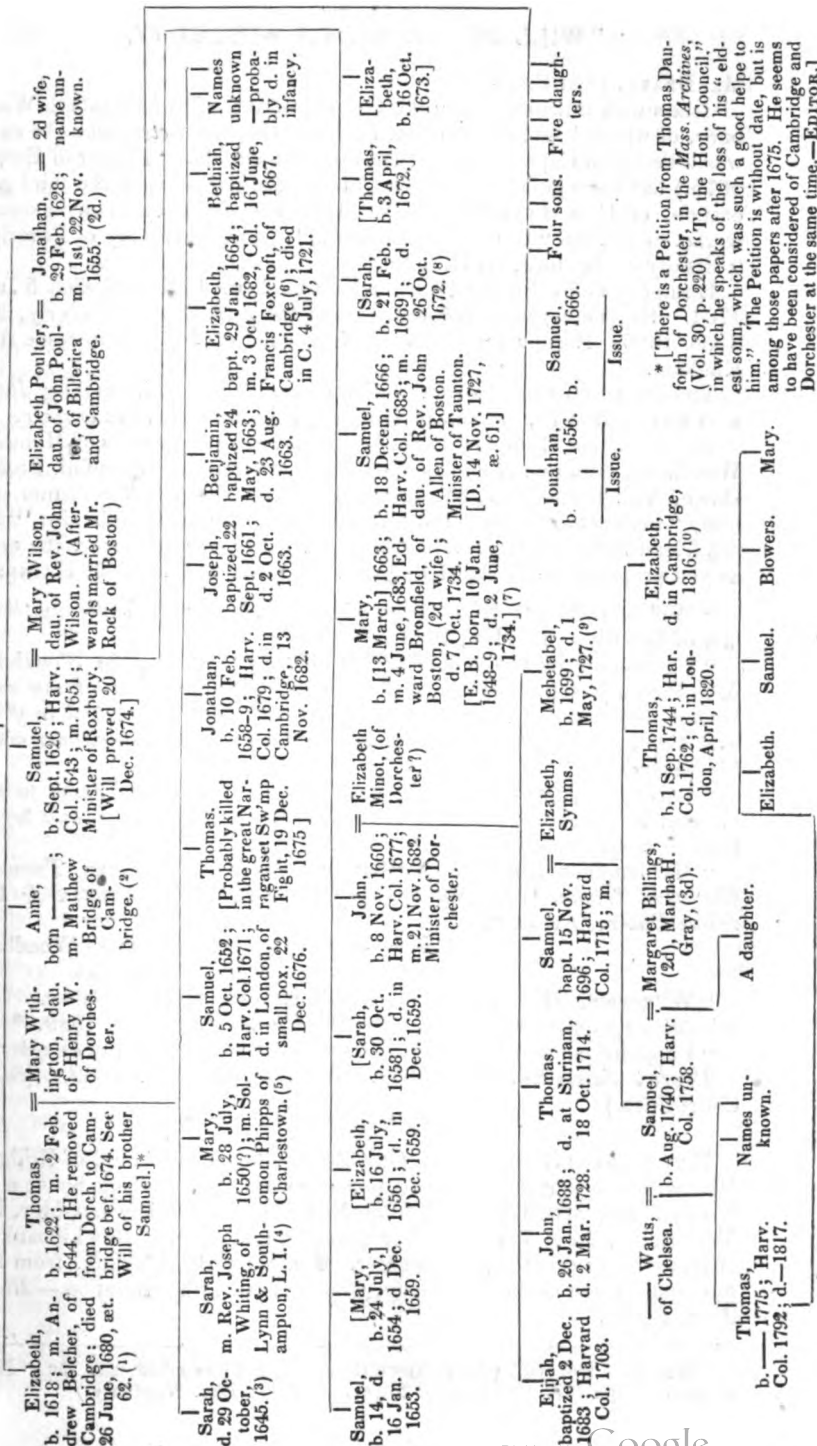 Elizabeth,
b. 1618; m. An-
drew Belcher, of
Cambridge; died
26 June, 1680, æt.
62. (1)
Thomas,
b. 1622; m. 2 Feb.
1644. [He removed
from Dorch. to Cam-
bridge bef. 1674. See
Will of his brother
Samuel.]*
= Mary With-
ington, dau.
of Henry W.
of Dorches-
ter.
Anne,
born ——;
m. Matthew
Bridge of
Cam-
bridge. (2)
Samuel,
b. Sept. 1626; Harv.
Col. 1643; m. 1651.
Minister of Roxbury.
[Will proved 20
Dec. 1674.]
= Mary Wilson,
dau. of Rev. John
Wilson. (After-
wards married Mr.
Rock of Boston)
Elizabeth Poulter,
dau. of John Poul-
ter, of Billerica
and Cambridge.
= Jonathan,
b. 29 Feb. 1628;
m. (1st) 22 Nov.
1655. (2d,)
= 2d wife,
name un-
known.
Sarah,
d. 29 Oc-
tober,
1645. (3)
Sarah,
m. Rev. Joseph
Whiting, of
Lynn & South-
ampton, L. I. (4)
Mary,
b. 28 July,
1650(?); m. Sol-
omon Phipps of
Charlestown. (5)
Samuel,
b. 5 Oct. 1652;
Harv. Col. 1671;
d. in London, of
small pox. 22
Dec. 1676.
Thomas.
[Probably killed
in the great Nar-
raganset Sw'mp
Fight, 19 Dec.
1675]
Jonathan,
b. 10 Feb.
1658-9; Harv.
Col. 1679; d. in
Cambridge, 13
Nov. 1682.
Joseph,
baptized 22
Sept. 1661;
d. 2 Oct.
1663.
Benjamin,
baptized 24
May, 1663;
d. 23 Aug.
1663.
Elizabeth,
bapt. 29 Jan. 1664;
m. 3 Oct. 1682, Col.
Francis Foxcroft, of
Cambridge (6); died
in C. 4 July, 1721.
Bethiah,
baptized
16 June,
1667.
Names
unknown
—proba-
bly d. in
infancy.
Samuel,
b. 14, d.
16 Jan.
1653.
[Mary,
b. 24 July,]
1654; d Dec.
1659.
[Elizabeth,
b. 16 July,
1656]; d. in
Dec. 1659.
[Sarah,
b. 30 Oct.
1658]; d. in
Dec. 1659.
John,
b. 8 Nov. 1660;
Harv. Col. 1677;
m. 21 Nov. 1682.
Minister of Dor-
chester.
= Elizabeth
Minot, (of
Dorches-
ter?)
Mary,
b. [13 March] 1663;
m. 4 June, 1683, Ed-
ward Bromfield, of
Boston, (2d wife);
d. 7 Oct. 1734.
[E. B. born 10 Jan.
1648-9; d. 2 June,
1734.] (7)
Samuel,
b. 18 Decem. 1666;
Harv. Col. 1683; m.
dau. of Rev. John
Allen of Boston.
Minister of Taunton.
[D. 14 Nov. 1727,
æ. 61.]
[Sarah,
b. 21 Feb.
1669]; d
26 Oct.
1672. (8)
[Thomas,
b. 3 April,
1672.]
[Eliza-
beth,
b. 16 Oct.
1673.]
Elijah,
baptized 2 Dec.
1683; Harvard
Col. 1703.
John,
b. 26 Jan. 1688;
d. 2 Mar. 1728.
Thomas,
d. at Surinam,
18 Oct. 1714.
Samuel,
bapt. 15 Nov.
1696; Harvard
Col. 1715; m.
= Elizabeth
Symms.
Mehetabel,
b. 1699; d. 1
May, 1727. (9)
Jonathan,
b. 1656.
Issue.
Samuel,
b. 1666.
Issue.
Four sons.
Five daugh-
ters.
—— Watts,
of Chelsea.
= Samuel,
b. Aug. 1740; Harv.
Col. 1758.
= Margaret Billings,
(2d), Martha H.
Gray, (3d).
Thomas,
b. 1 Sep. 1744; Har.
Col. 1762; d. in Lon-
don, April, 1820.
Elizabeth,
d. in Cambridge,
1816. (10)
Thomas,
b. —— 1775; Harv.
Col. 1792; d.—1817.
Names un-
known.
A daughter.
Elizabeth.
Samuel.
Blowers.
Mary
* [There is a Petition from Thomas Dan-
forth of Dorchester, in the Mass. Archives,
(Vol. 30, p. 220) "To the Hon. Council."
in which he speaks of the loss of his "eld-
est sonn, which was such a good helpe to
him." The Petition is without date, but is
among those papers after 1675. He seems
to have been considered of Cambridge and
Dorchester at the same time.—EDITOR.]
Google